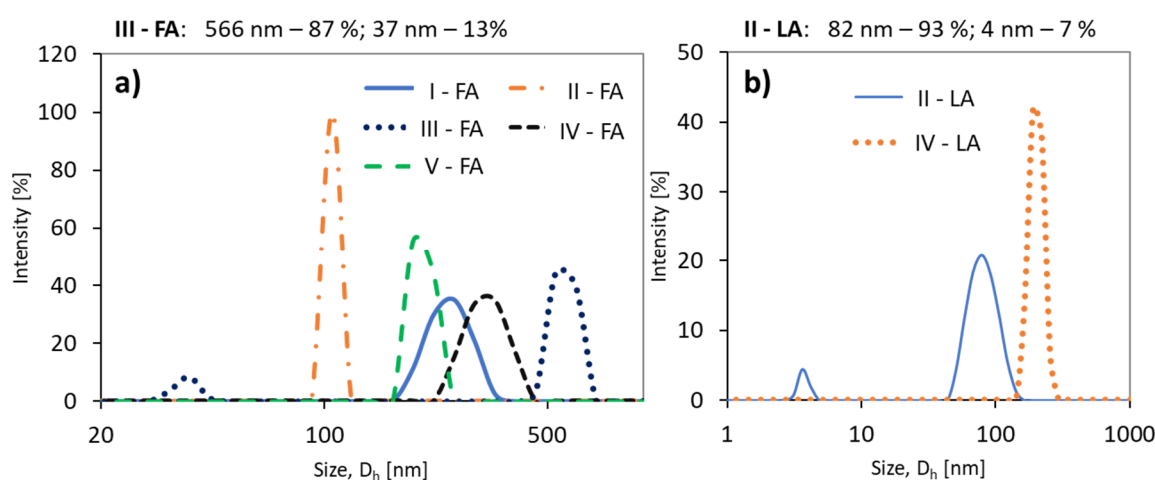 III - FA: 566 nm – 87 %; 37 nm – 13%
a)
I - FA
II - FA
III - FA
IV - FA
V - FA
Intensity [%]
120
100
80
60
40
20
0
20
100
500
Size, Dh [nm]
II - LA: 82 nm – 93 %; 4 nm – 7 %
b)
II - LA
IV - LA
Intensity [%]
50
40
30
20
10
0
1
10
100
1000
Size, Dh [nm]